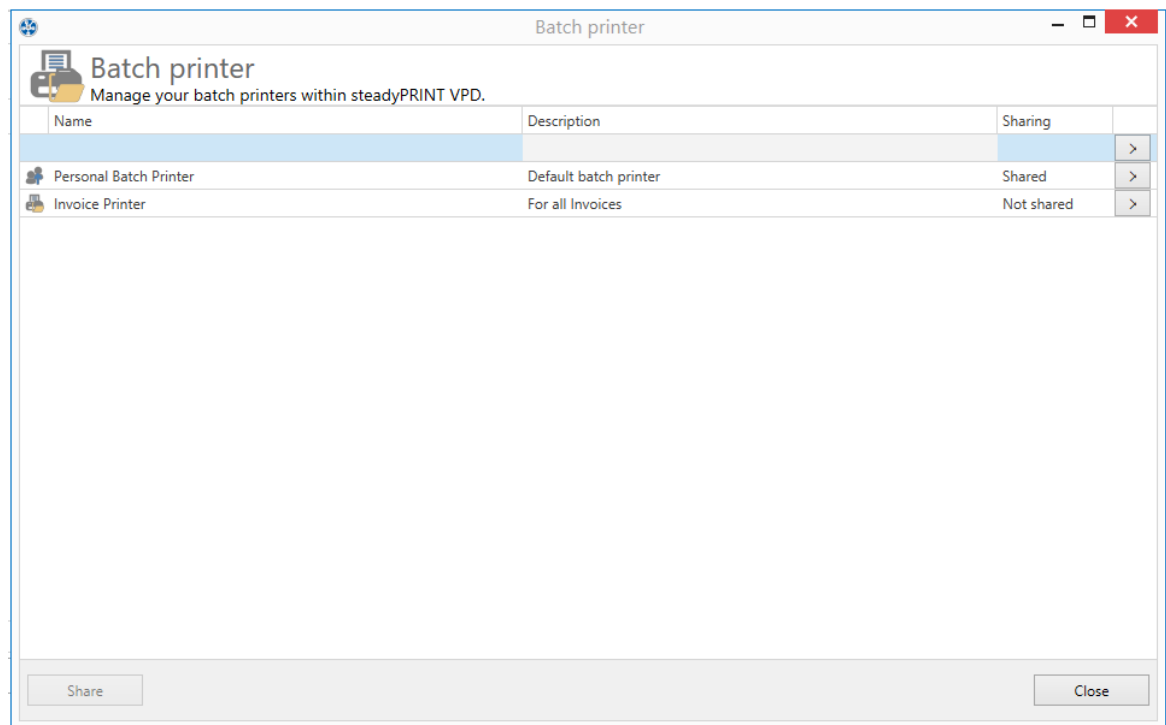 Batch printer
Batch printer
Manage your batch printers within steadyPRINT VPD.
Name Description Sharing
>
Personal Batch Printer Default batch printer Shared >
Invoice Printer For all Invoices Not shared >
Share Close